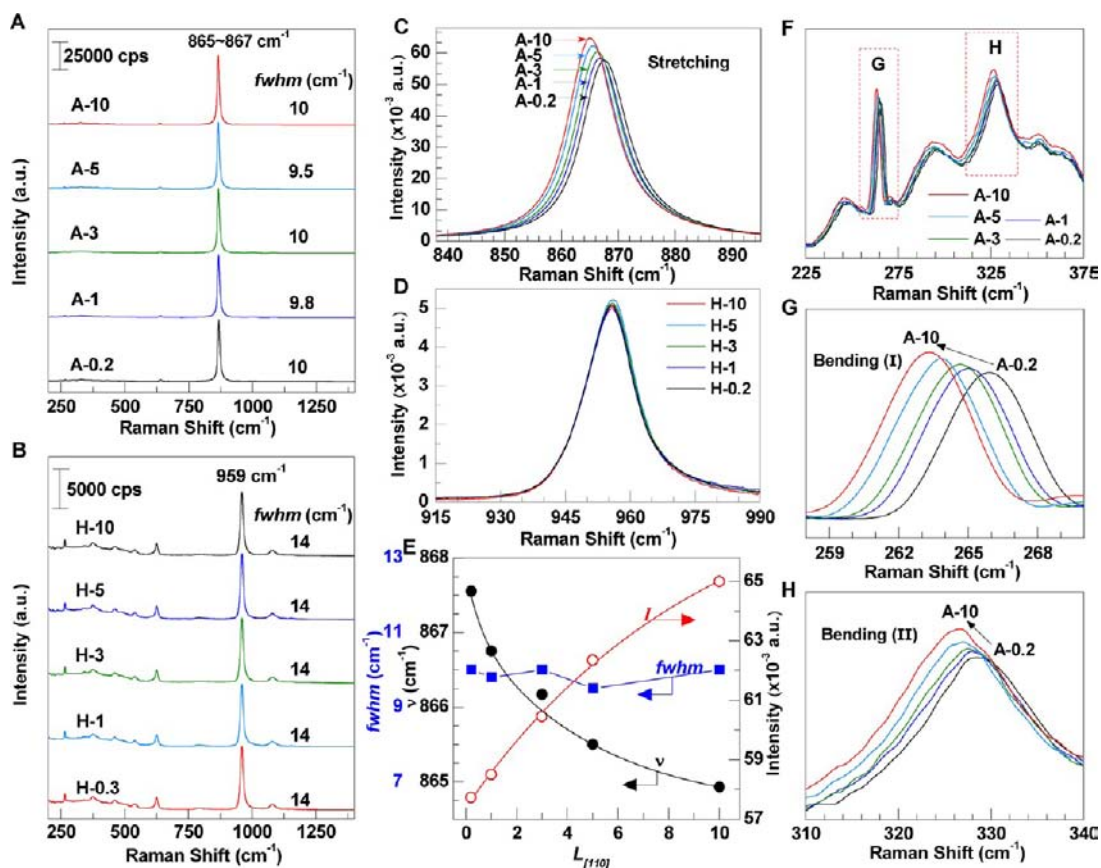 A
25000 cps
865~867 cm⁻¹
fwhm (cm⁻¹)
A-10
10
A-5
9.5
A-3
10
A-1
9.8
A-0.2
10
Intensity (a.u.)
250 500 750 1000 1250
Raman Shift (cm⁻¹)
B
5000 cps
959 cm⁻¹
fwhm (cm⁻¹)
H-10
14
H-5
14
H-3
14
H-1
14
H-0.3
14
Intensity (a.u.)
250 500 750 1000 1250
Raman Shift (cm⁻¹)
C
A-10
A-5
A-3
A-1
A-0.2
Stretching
Intensity (x10⁻³ a.u.)
60
50
40
30
20
10
0
840 850 860 870 880 890
Raman Shift (cm⁻¹)
D
H-10
H-5
H-3
H-1
H-0.2
Intensity (x10⁻³ a.u.)
5
4
3
2
1
0
915 930 945 960 975 990
Raman Shift (cm⁻¹)
E
fwhm (cm⁻¹)
13
11
9
7
ν (cm⁻¹)
868
867
866
865
I
fwhm
ν
65
63
61
59
57
Intensity (x10⁻³ a.u.)
0 2 4 6 8 10
L[110]
F
G
H
A-10
A-5
A-1
A-3
A-0.2
225 275 325 375
Raman Shift (cm⁻¹)
G
Bending (I)
A-10
A-0.2
259 262 265 268
Raman Shift (cm⁻¹)
H
Bending (II)
A-10
A-0.2
310 320 330 340
Raman Shift (cm⁻¹)